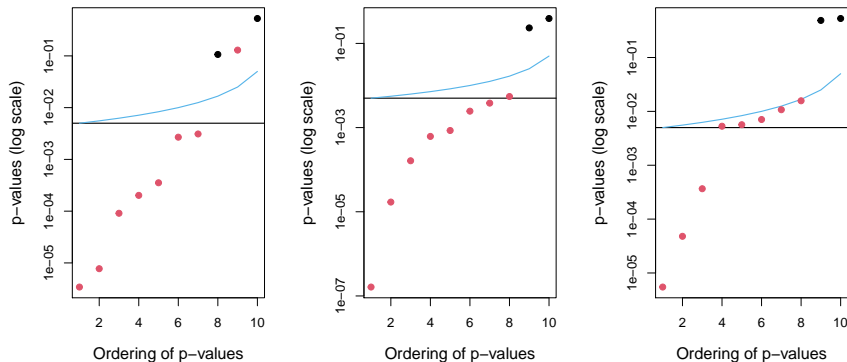 p-values (log scale)
1e-01
1e-02
1e-03
1e-04
1e-05
2 4 6 8 10
Ordering of p-values
p-values (log scale)
1e-01
1e-03
1e-05
1e-07
2 4 6 8 10
Ordering of p-values
p-values (log scale)
1e-01
1e-02
1e-03
1e-04
1e-05
2 4 6 8 10
Ordering of p-values